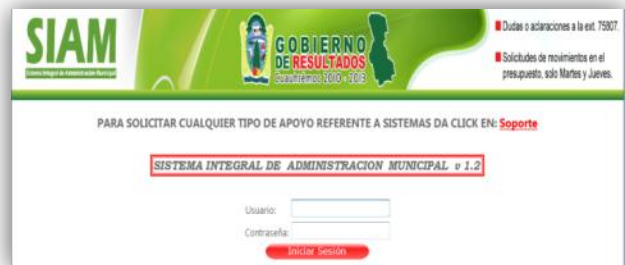 SIAM
Sistema Integral de Administración Municipal
GOBIERNO
DE RESULTADOS
Cuauhtémoc 2010 - 2013
Dudas o aclaraciones a la ext. 75807.
Solicitudes de movimientos en el
presupuesto, solo Martes y Jueves.
PARA SOLICITAR CUALQUIER TIPO DE APOYO REFERENTE A SISTEMAS DA CLICK EN: Soporte
SISTEMA INTEGRAL DE ADMINISTRACION MUNICIPAL v 1.2
Usuario:
Contraseña:
Iniciar Sesión